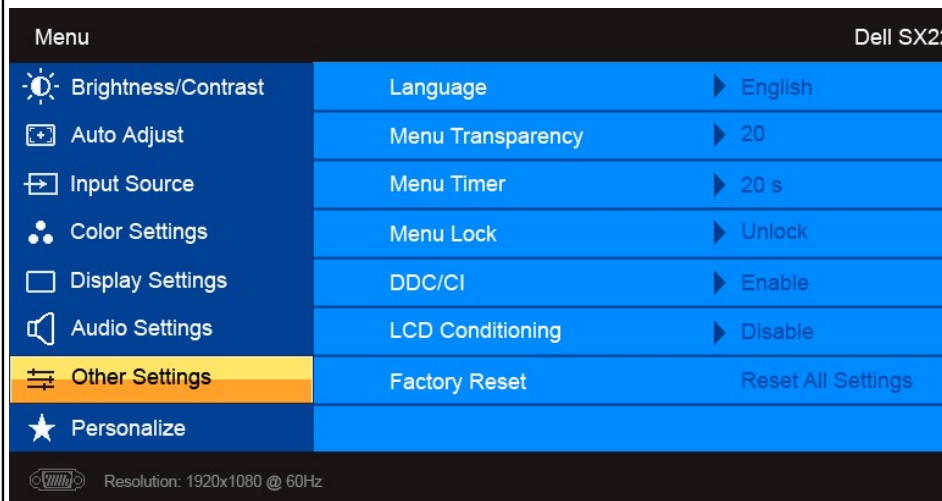 Menu Dell SX2
Brightness/Contrast Language English
Auto Adjust Menu Transparency 20
Input Source Menu Timer 20 s
Color Settings Menu Lock Unlock
Display Settings DDC/CI Enable
Audio Settings LCD Conditioning Disable
Other Settings Factory Reset Reset All Settings
Personalize
Resolution: 1920x1080 @ 60Hz